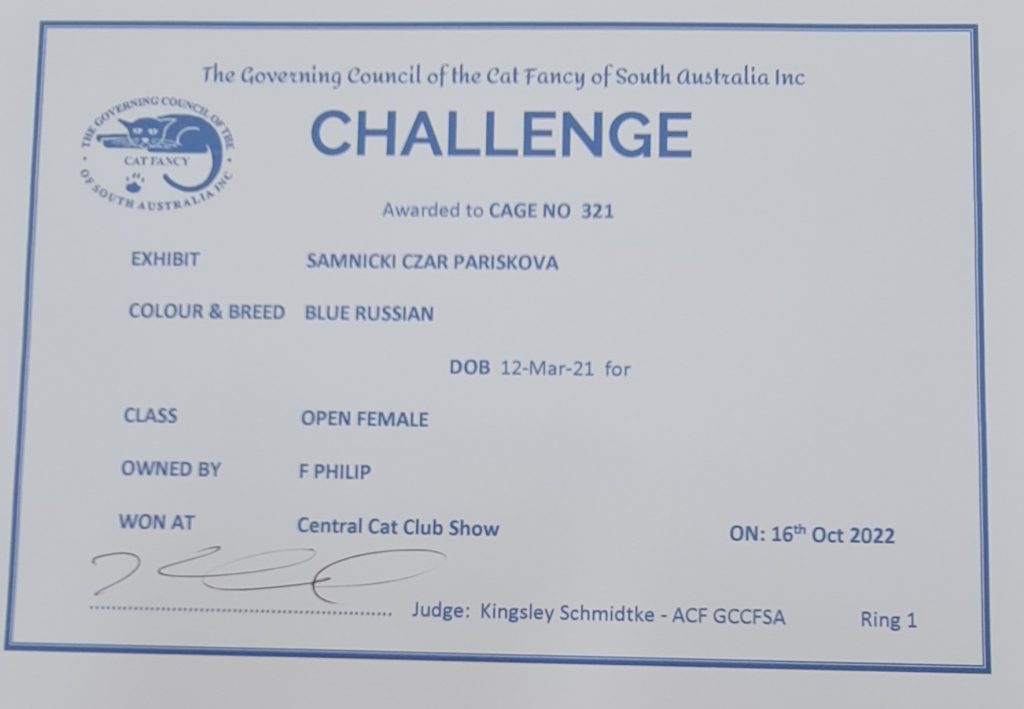 The Governing Council of the Cat Fancy of South Australia Inc
THE GOVERNING COUNCIL OF THE
CAT FANCY
OF SOUTH AUSTRALIA INC
CHALLENGE
Awarded to CAGE NO 321
EXHIBIT SAMNICKI CZAR PARISKOVA
COLOUR & BREED BLUE RUSSIAN
DOB 12-Mar-21 for
CLASS OPEN FEMALE
OWNED BY F PHILIP
WON AT Central Cat Club Show ON: 16th Oct 2022
Judge: Kingsley Schmidtke - ACF GCCFSA Ring 1